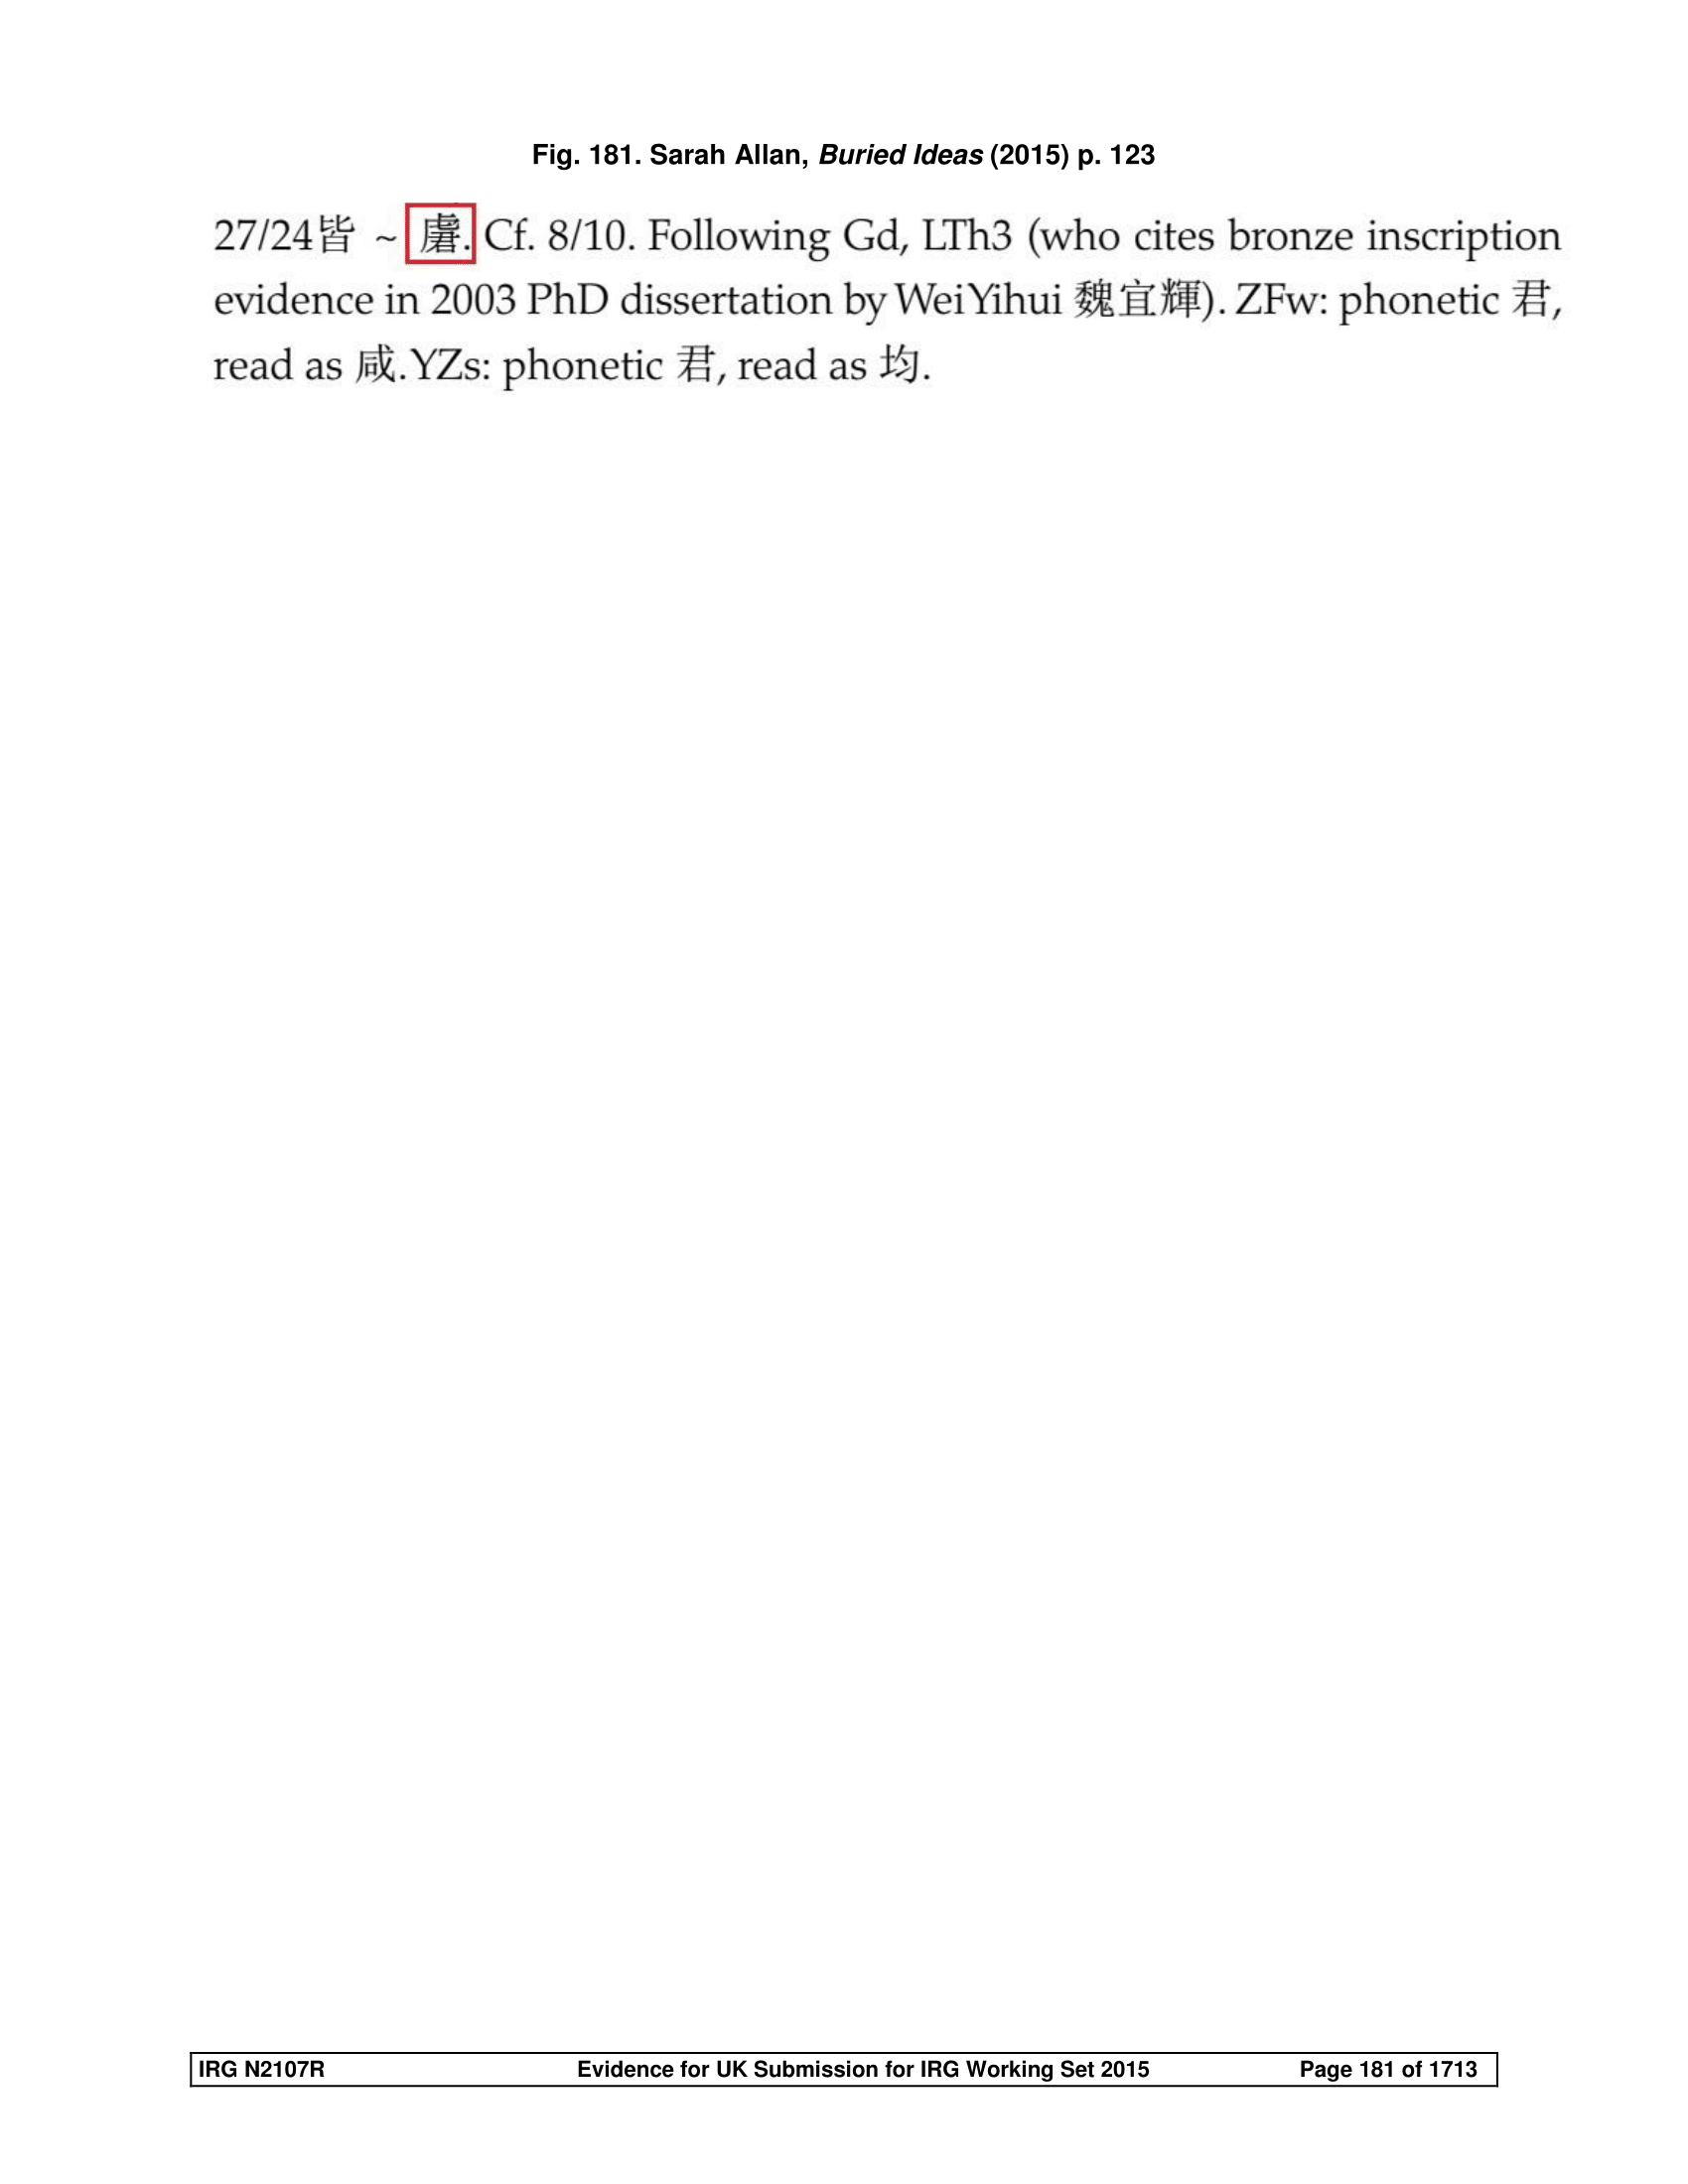 Fig. 181. Sarah Allan, Buried Ideas (2015) p. 123
27/24皆 ~ . Cf. 8/10. Following Gd, LTh3 (who cites bronze inscription
evidence in 2003 PhD dissertation by Wei Yihui 魏宜輝). ZFw: phonetic 君,
read as 咸. YZs: phonetic 君, read as 均.
IRG N2107R Evidence for UK Submission for IRG Working Set 2015 Page 181 of 1713